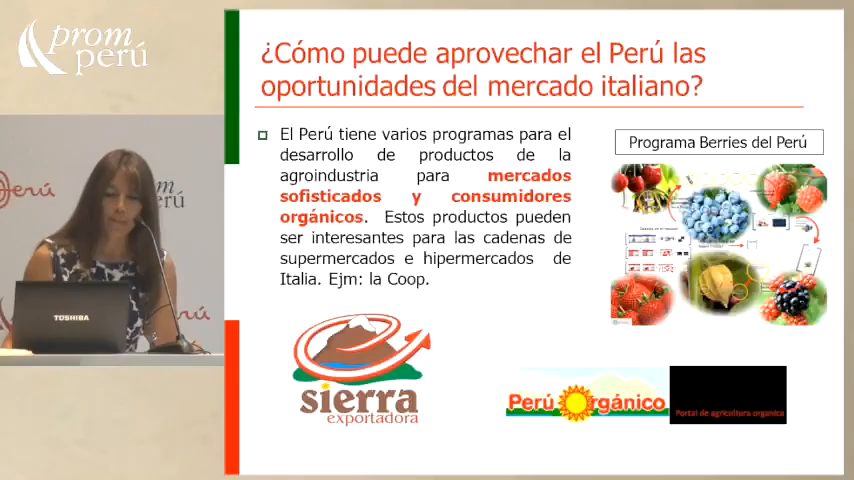 prom
perú
¿Cómo puede aprovechar el Perú las
oportunidades del mercado italiano?
El Perú tiene varios programas para el
desarrollo de productos de la
agroindustria para mercados
sofisticados y consumidores
orgánicos. Estos productos pueden
ser interesantes para las cadenas de
supermercados e hipermercados de
Italia. Ejm: la Coop.
Programa Berries del Perú
Perú
prom
perú
TOSHIBA
sierra
exportadora
Perú Orgánico
Portal de agricultura organica